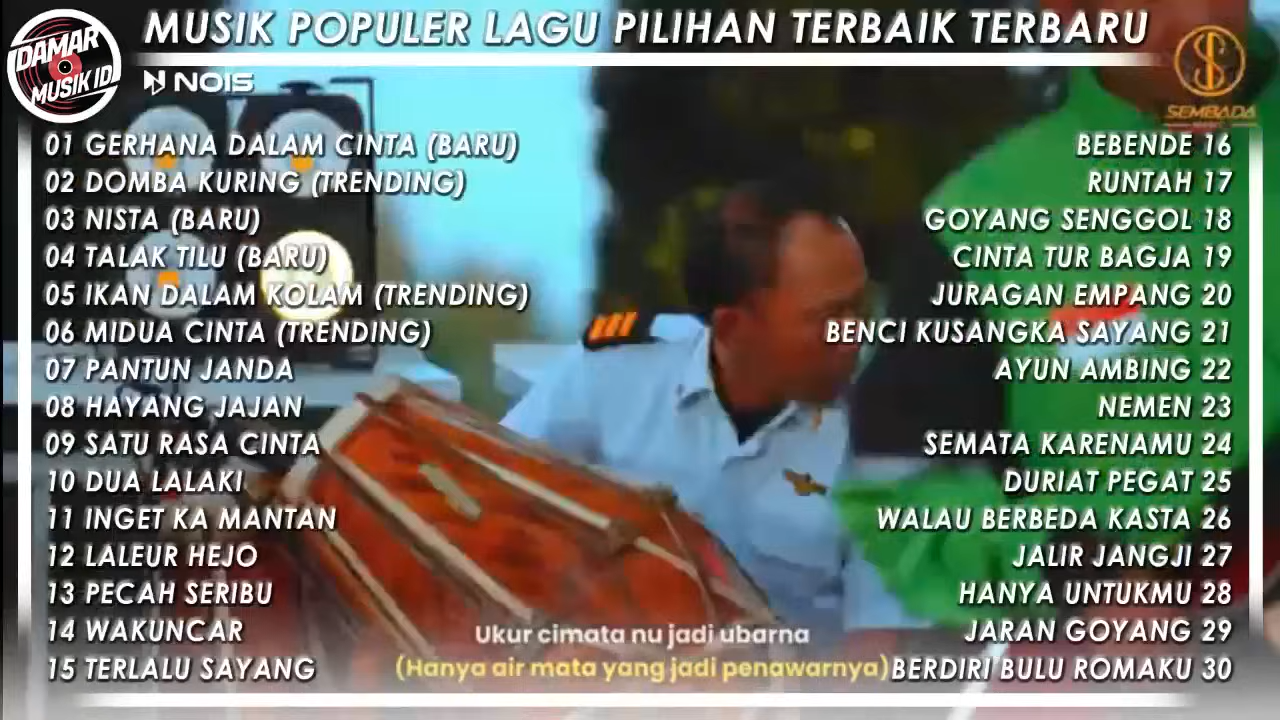 DAMAR
MUSIK ID
MUSIK POPULER LAGU PILIHAN TERBAIK TERBARU
NOIS
SEMBADA
01 GERHANA DALAM CINTA (BARU)
02 DOMBA KURING (TRENDING)
03 NISTA (BARU)
04 TALAK TILU (BARU)
05 IKAN DALAM KOLAM (TRENDING)
06 MIDUA CINTA (TRENDING)
07 PANTUN JANDA
08 HAYANG JAJAN
09 SATU RASA CINTA
10 DUA LALAKI
11 INGET KA MANTAN
12 LALEUR HEJO
13 PECAH SERIBU
14 WAKUNCAR
15 TERLALU SAYANG
BEBENDE 16
RUNTAH 17
GOYANG SENGGOL 18
CINTA TUR BAGJA 19
JURAGAN EMPANG 20
BENCI KUSANGKA SAYANG 21
AYUN AMBING 22
NEMEN 23
SEMATA KARENAMU 24
DURIAT PEGAT 25
WALAU BERBEDA KASTA 26
JALIR JANGJI 27
HANYA UNTUKMU 28
JARAN GOYANG 29
BERDIRI BULU ROMAKU 30
Ukur cimata nu jadi ubarna
(Hanya air mata yang jadi penawarnya)